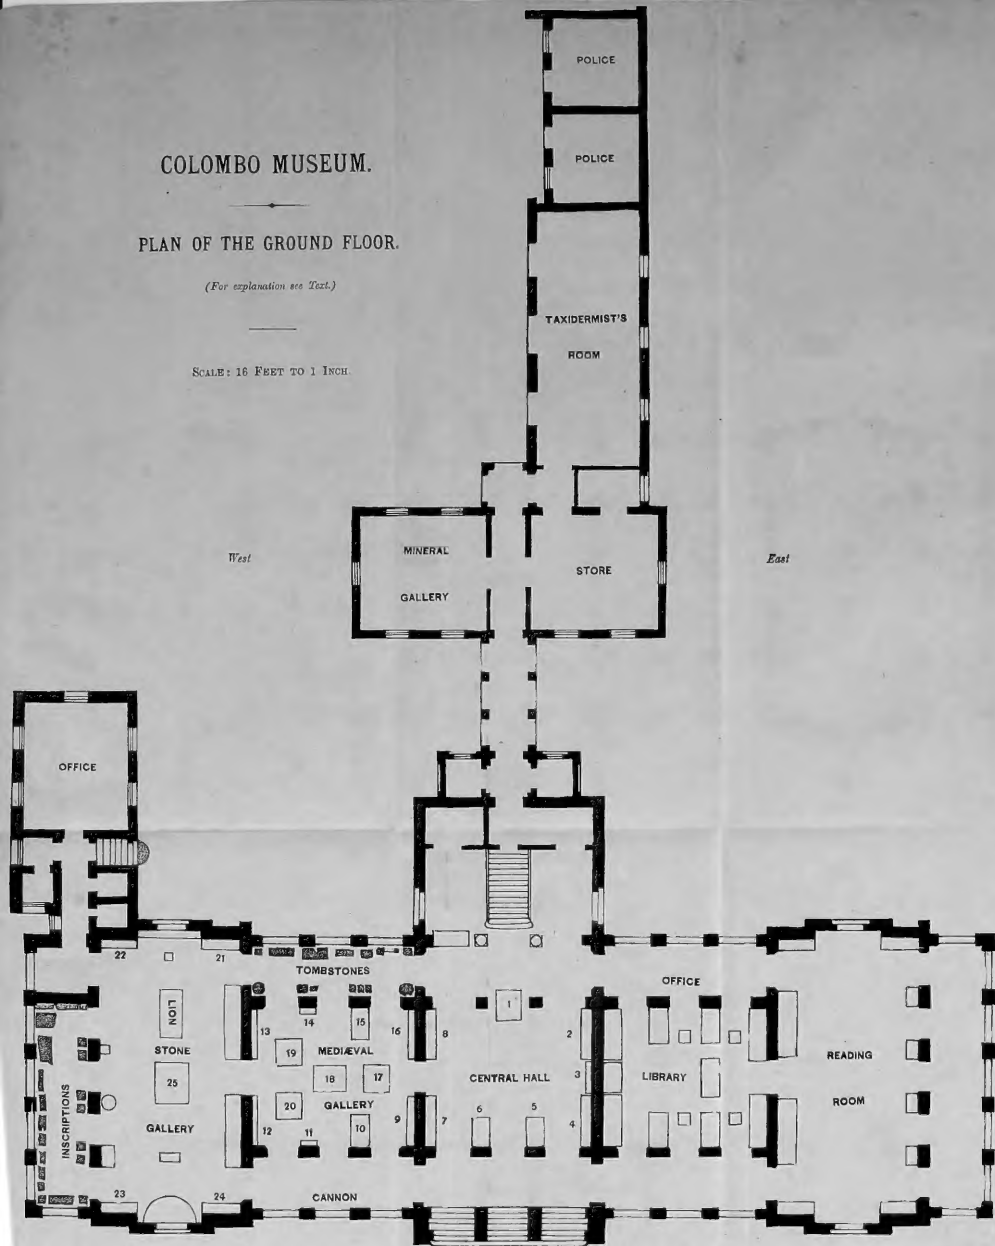 COLOMBO MUSEUM.
PLAN OF THE GROUND FLOOR.
(For explanation see Text.)
SCALE: 16 FEET TO 1 INCH
POLICE
POLICE
TAXIDERMIST'S
ROOM
West
East
MINERAL
GALLERY
STORE
OFFICE
22
21
TOMBSTONES
OFFICE
LION
1
13
14
15
16
8
2
STONE
19
MEDIÆVAL
READING
25
18
17
CENTRAL HALL
3
LIBRARY
INSCRIPTIONS
GALLERY
20
GALLERY
6
5
ROOM
12
11
10
9
7
4
23
24
CANNON